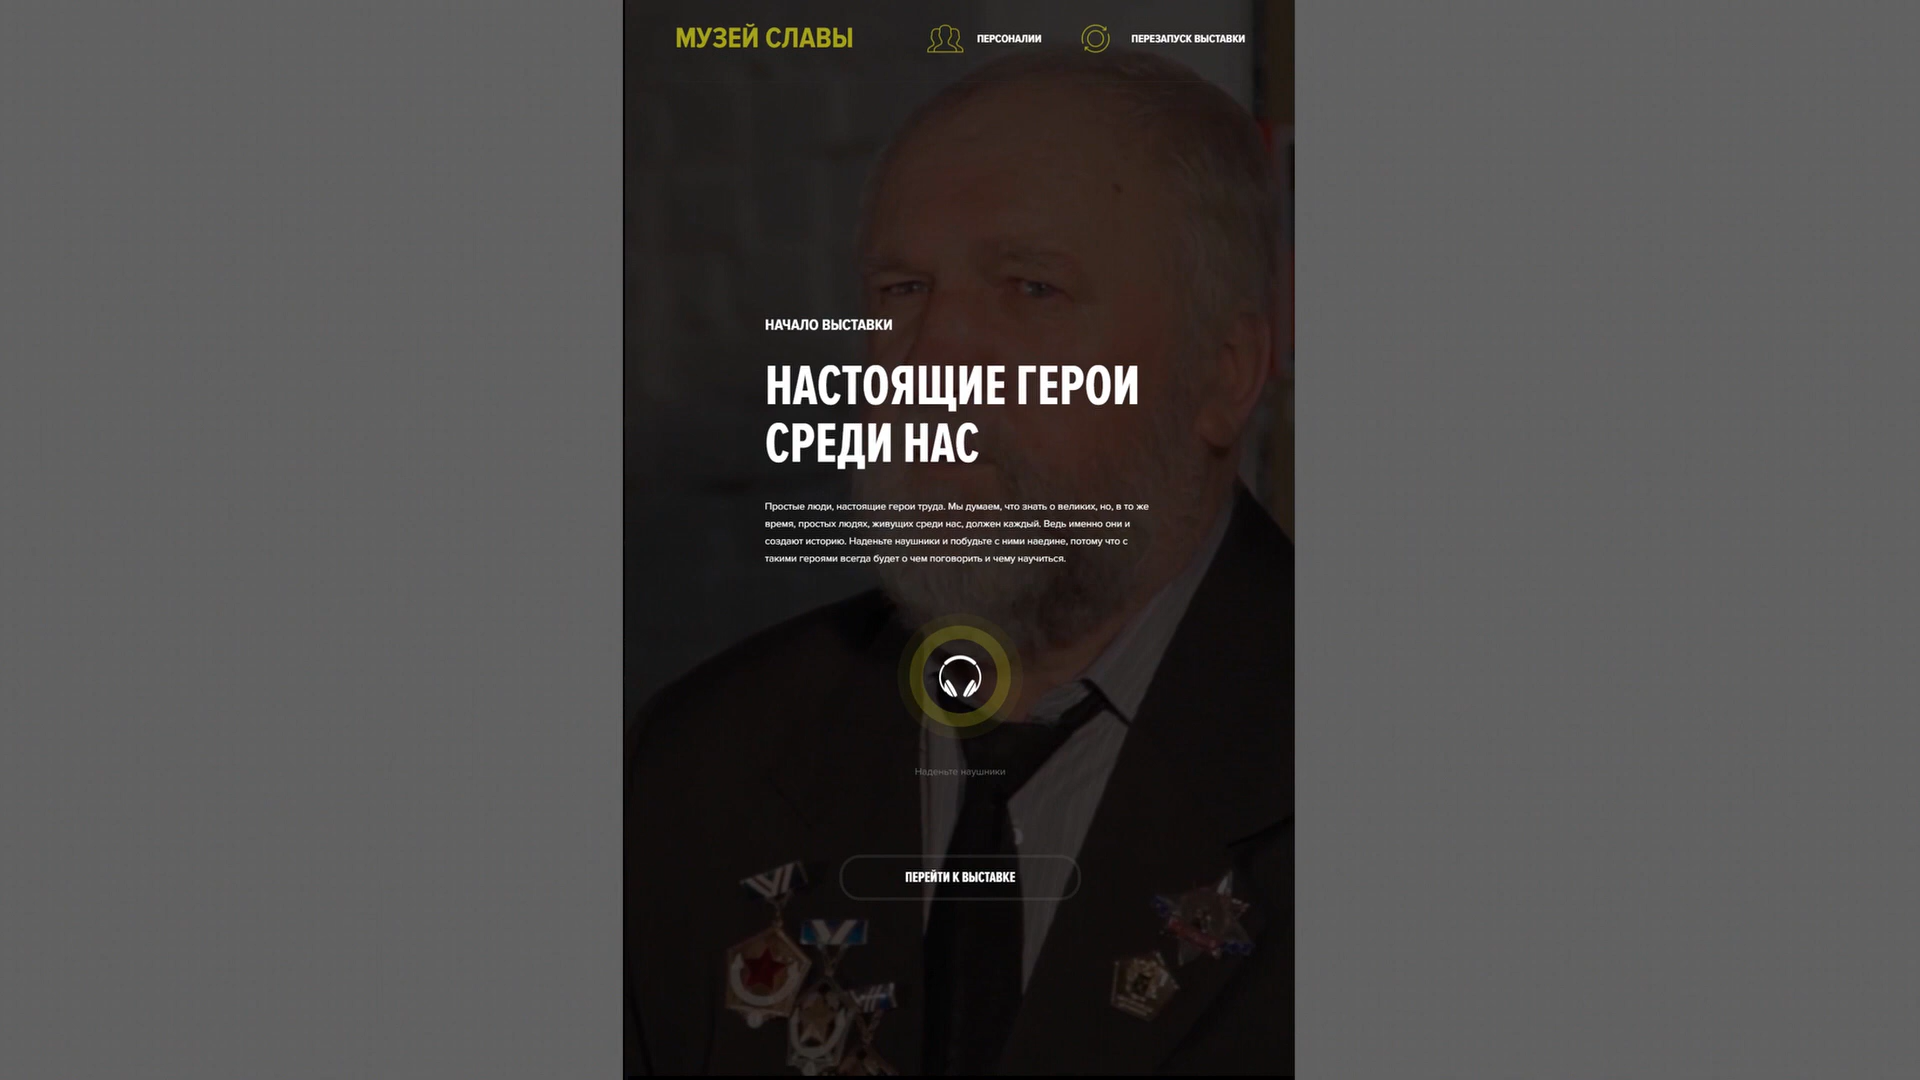 МУЗЕЙ СЛАВЫ
ПЕРСОНАЛИИ
ПЕРЕЗАПУСК ВЫСТАВКИ
НАЧАЛО ВЫСТАВКИ
НАСТОЯЩИЕ ГЕРОИ
СРЕДИ НАС
Простые люди, настоящие герои труда. Мы думаем, что знать о великих, но, в то же
время, простых людях, живущих среди нас, должен каждый. Ведь именно они и
создают историю. Наденьте наушники и побудьте с ними наедине, потому что с
такими героями всегда будет о чем поговорить и чему научиться.
Наденьте наушники
ПЕРЕЙТИ К ВЫСТАВКЕ